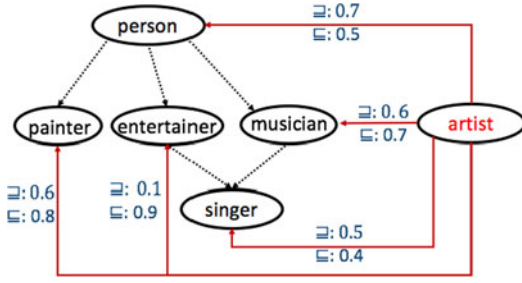 person
⊒: 0.7
⊑: 0.5
painter
entertainer
musician
⊒: 0.6
⊑: 0.7
artist
⊒: 0.6
⊑: 0.8
⊒: 0.1
⊑: 0.9
singer
⊒: 0.5
⊑: 0.4